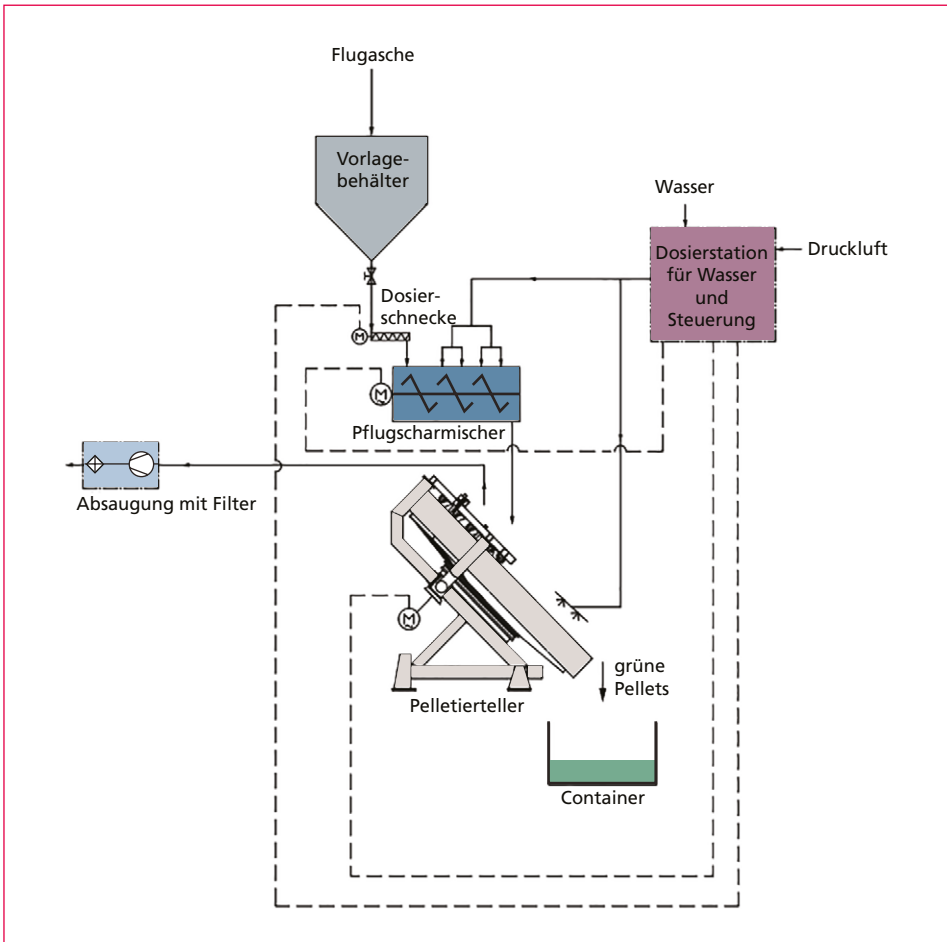 Flugasche
Vorlage-
behälter
Wasser
Dosierstation
für Wasser
und
Steuerung
Druckluft
Dosier-
schnecke
M
M
Pflugscharmischer
Absaugung mit Filter
M
Pelletierteller
grüne
Pellets
Container